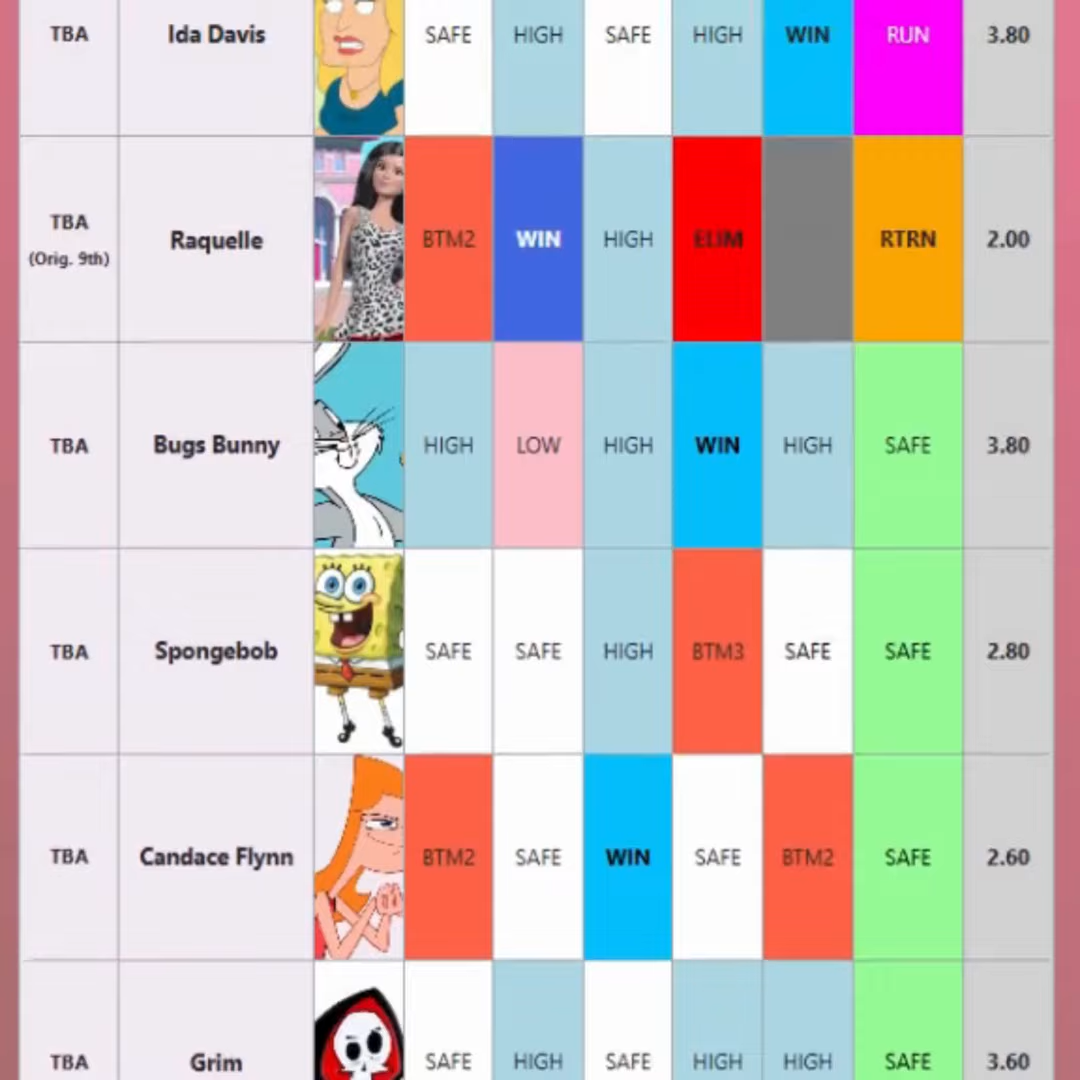 TBA Ida Davis SAFE HIGH SAFE HIGH WIN RUN 3.80
TBA
(Orig. 9th) Raquelle BTM2 WIN HIGH ELIM RTRN 2.00
TBA Bugs Bunny HIGH LOW HIGH WIN HIGH SAFE 3.80
TBA Spongebob SAFE SAFE HIGH BTM3 SAFE SAFE 2.80
TBA Candace Flynn BTM2 SAFE WIN SAFE BTM2 SAFE 2.60
TBA Grim SAFE HIGH SAFE HIGH HIGH SAFE 3.60